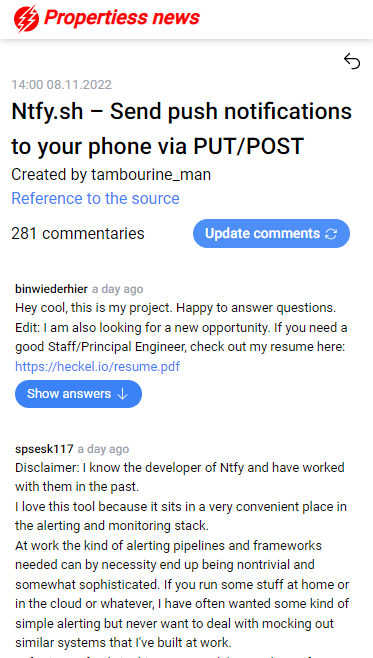 Propertiess news
14:00 08.11.2022
Ntfy.sh – Send push notifications
to your phone via PUT/POST
Created by tambourine_man
Reference to the source
281 commentaries
Update comments
binwiederhier a day ago
Hey cool, this is my project. Happy to answer questions.
Edit: I am also looking for a new opportunity. If you need a
good Staff/Principal Engineer, check out my resume here:
https://heckel.io/resume.pdf
Show answers
spsesk117 a day ago
Disclaimer: I know the developer of Ntfy and have worked
with them in the past.
I love this tool because it sits in a very convenient place in
the alerting and monitoring stack.
At work the kind of alerting pipelines and frameworks
needed can by necessity end up being nontrivial and
somewhat sophisticated. If you run some stuff at home or
in the cloud or whatever, I have often wanted some kind of
simple alerting but never want to deal with mocking out
similar systems that I've built at work.